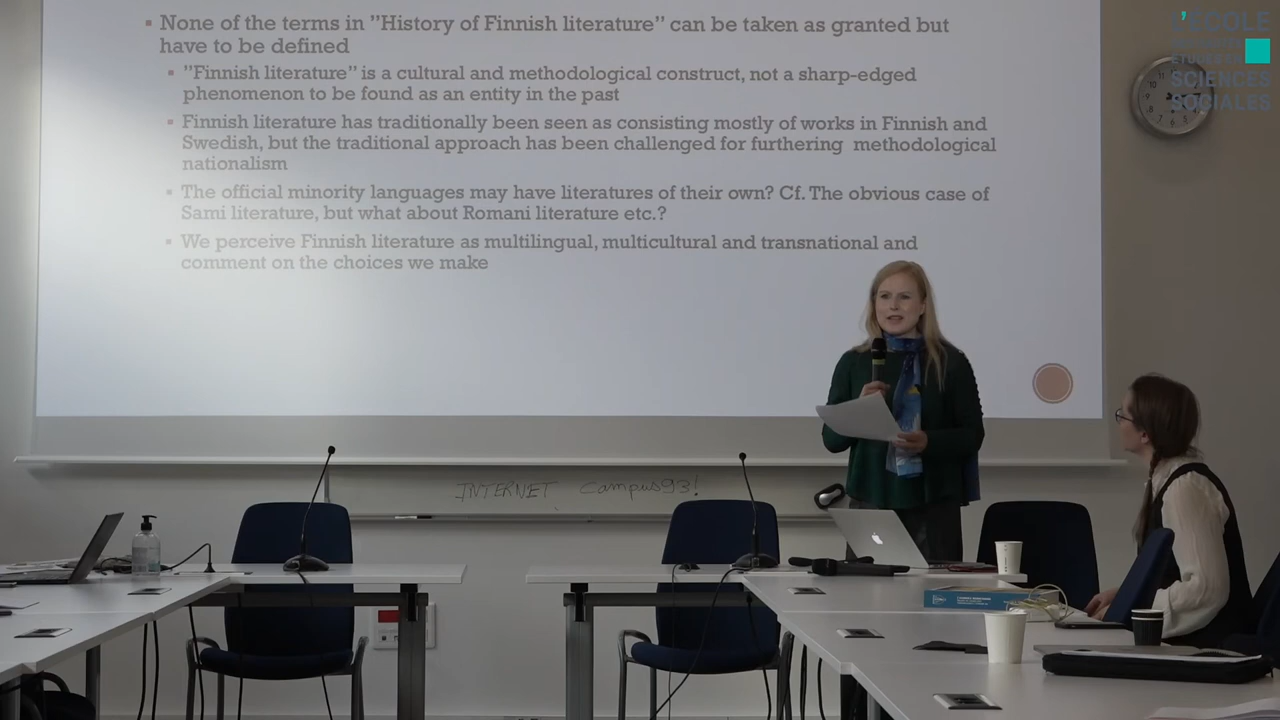 None of the terms in ”History of Finnish literature” can be taken as granted but
have to be defined
”Finnish literature” is a cultural and methodological construct, not a sharp-edged
phenomenon to be found as an entity in the past
Finnish literature has traditionally been seen as consisting mostly of works in Finnish and
Swedish, but the traditional approach has been challenged for furthering methodological
nationalism
The official minority languages may have literatures of their own? Cf. The obvious case of
Sami literature, but what about Romani literature etc.?
We perceive Finnish literature as multilingual, multicultural and transnational and
comment on the choices we make
INTERNET Campus93!
L'ÉCOLE
SCIENCES
SOCIALES